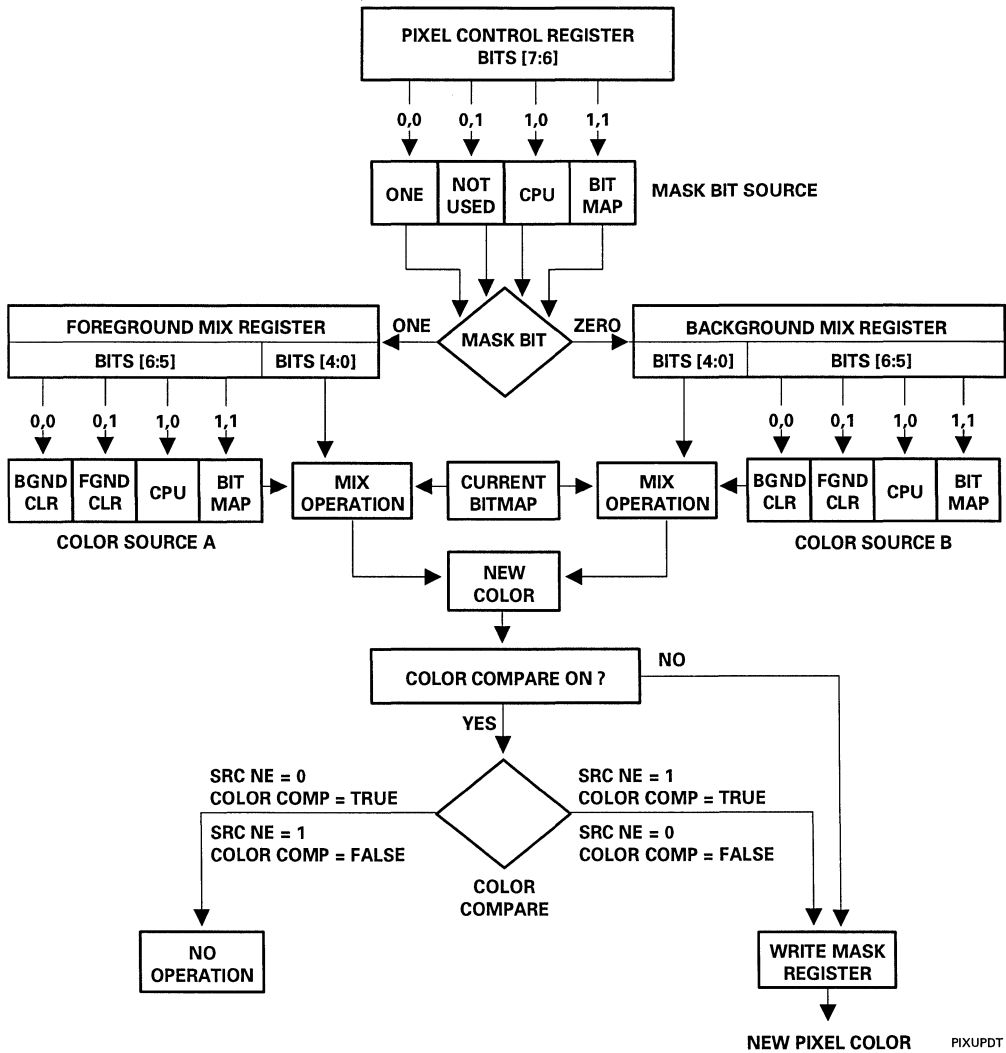 PIXEL CONTROL REGISTER
BITS [7:6]
0,0 0,1 1,0 1,1
ONE
NOT
USED
CPU
BIT
MAP
MASK BIT SOURCE
FOREGROUND MIX REGISTER
BITS [6:5] BITS [4:0]
ONE
MASK BIT
ZERO
BACKGROUND MIX REGISTER
BITS [4:0] BITS [6:5]
0,0 0,1 1,0 1,1
0,0 0,1 1,0 1,1
BGND
CLR
FGND
CLR
CPU
BIT
MAP
COLOR SOURCE A
MIX
OPERATION
CURRENT
BITMAP
MIX
OPERATION
BGND
CLR
FGND
CLR
CPU
BIT
MAP
COLOR SOURCE B
NEW
COLOR
COLOR COMPARE ON ?
NO
YES
SRC NE = 0
COLOR COMP = TRUE
SRC NE = 1
COLOR COMP = FALSE
SRC NE = 1
COLOR COMP = TRUE
SRC NE = 0
COLOR COMP = FALSE
COLOR
COMPARE
NO
OPERATION
WRITE MASK
REGISTER
NEW PIXEL COLOR
PIXUPDT